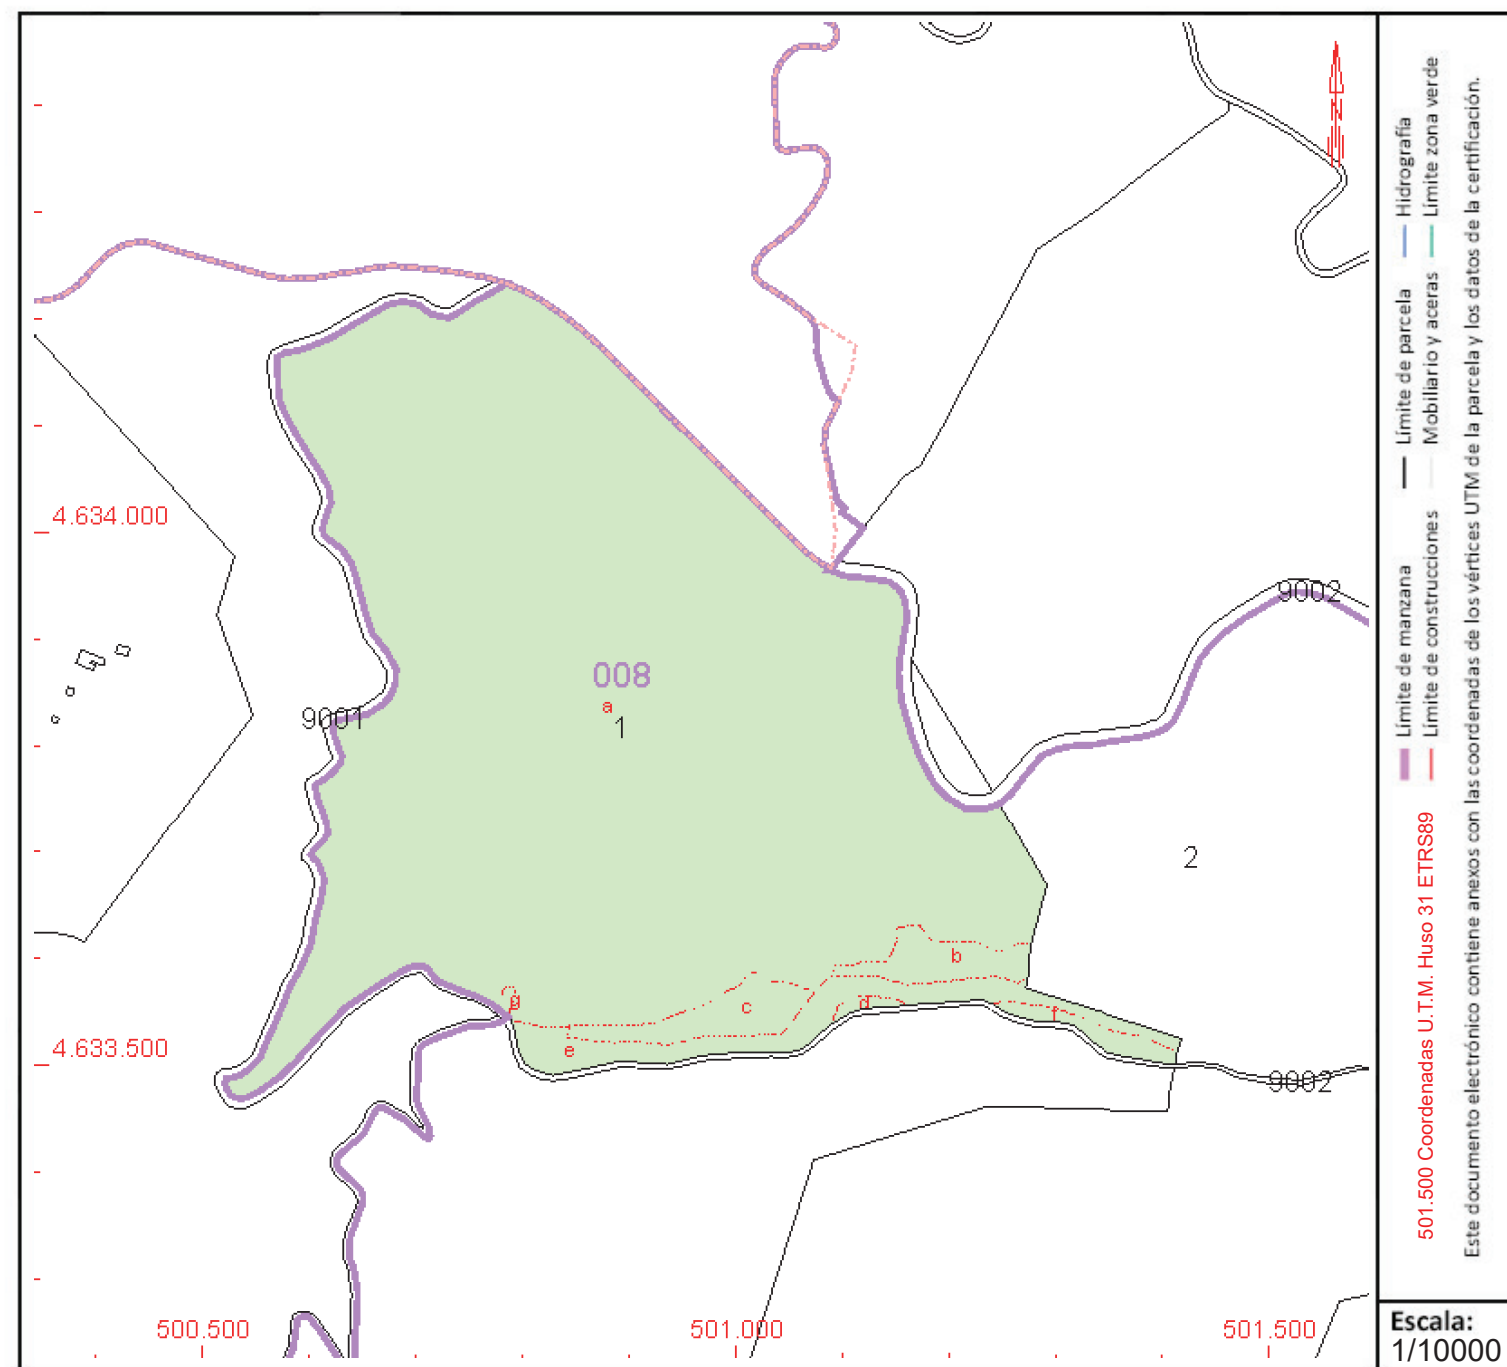 4.634.000
008
a
1
9001
9002
2
b
g
c
d
f
e
4.633.500
9002
500.500
501.000
501.500
Límite de manzana
Límite de parcela
Hidrografía
Límite de construcciones
Mobiliario y aceras
Límite zona verde
501.500 Coordenadas U.T.M. Huso 31 ETRS89
Este documento electrónico contiene anexos con las coordenadas de los vértices UTM de la parcela y los datos de la certificación.
Escala:
1/10000